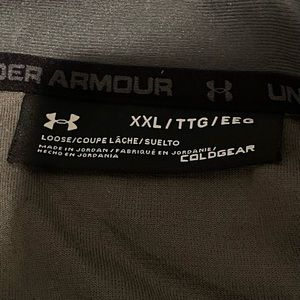 DER ARMOUR
UN
XXL/TTG/EEG
LOOSE/COUPE LÂCHE/SUELTO
MADE IN JORDAN/FABRIQUÉ EN JORDANIE/
HECHO EN JORDANIA
COLDGEAR